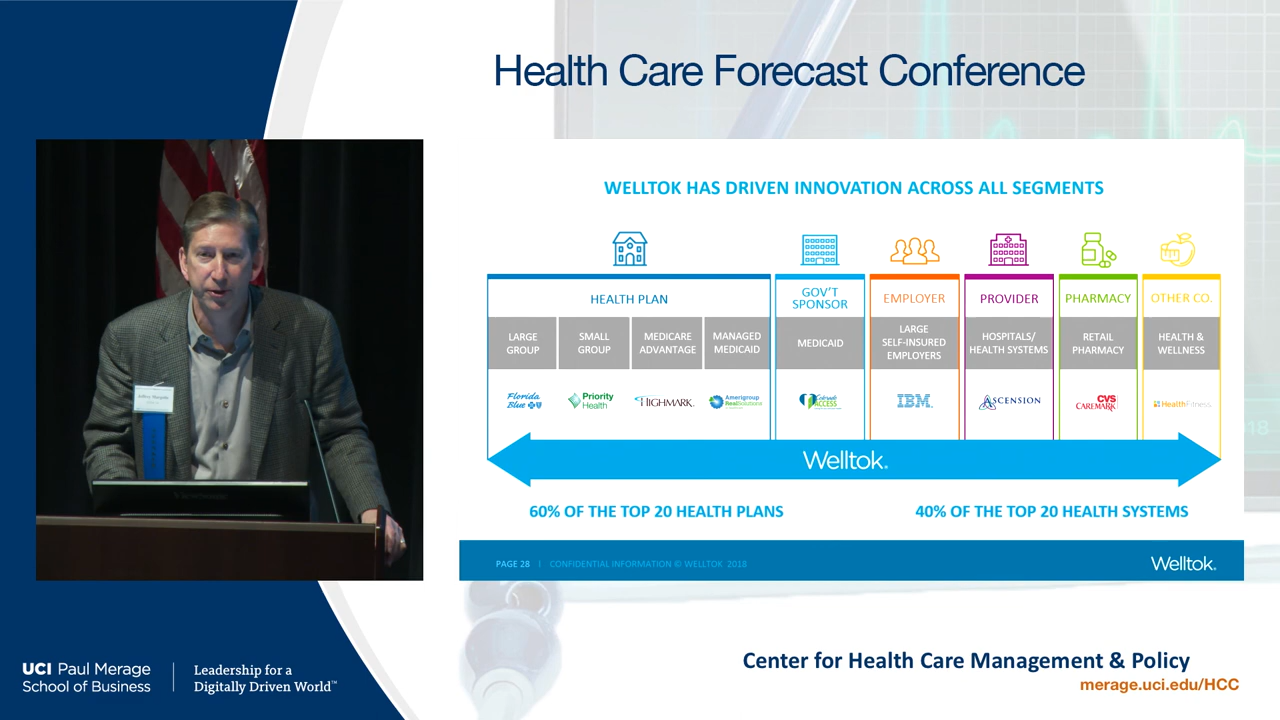 Health Care Forecast Conference
WELLTOK HAS DRIVEN INNOVATION ACROSS ALL SEGMENTS
HEALTH PLAN
GOV'T
SPONSOR
EMPLOYER
PROVIDER
PHARMACY
OTHER CO.
LARGE
GROUP
SMALL
GROUP
MEDICARE
ADVANTAGE
MANAGED
MEDICAID
MEDICAID
LARGE
SELF-INSURED
EMPLOYERS
HOSPITALS/
HEALTH SYSTEMS
RETAIL
PHARMACY
HEALTH &
WELLNESS
Florida
Blue
Priority
Health
HIGHMARK.
Amerigroup
RealSolutions
Colorado
ACCESS
IBM.
ASCENSION
CVS
CAREMARK
HealthFitness.
Welltok.
60% OF THE TOP 20 HEALTH PLANS
40% OF THE TOP 20 HEALTH SYSTEMS
PAGE 28 | CONFIDENTIAL INFORMATION © WELLTOK 2018
Welltok.
ViewSonic
UCI Paul Merage
School of Business
Leadership for a
Digitally Driven World™
Center for Health Care Management & Policy
merage.uci.edu/HCC